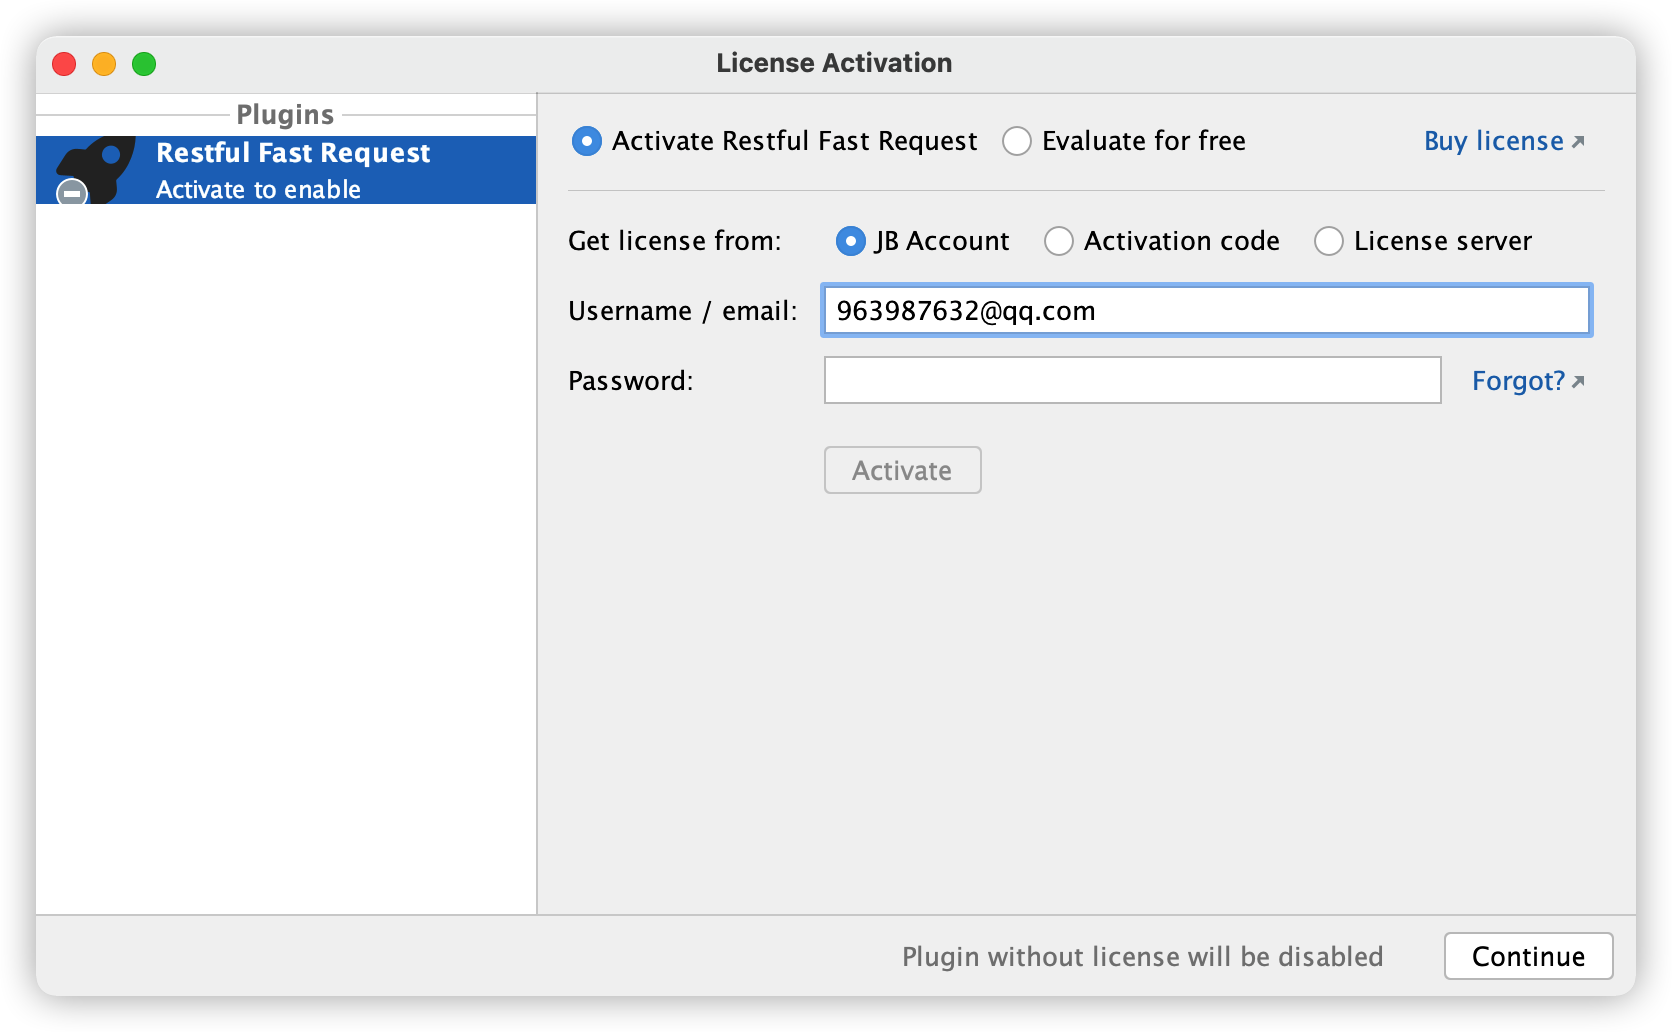 License Activation
Plugins
Restful Fast Request
Activate to enable
Activate Restful Fast Request Evaluate for free Buy license
Get license from: JB Account Activation code License server
Username / email: 963987632@qq.com
Password: Forgot?
Activate
Plugin without license will be disabled Continue